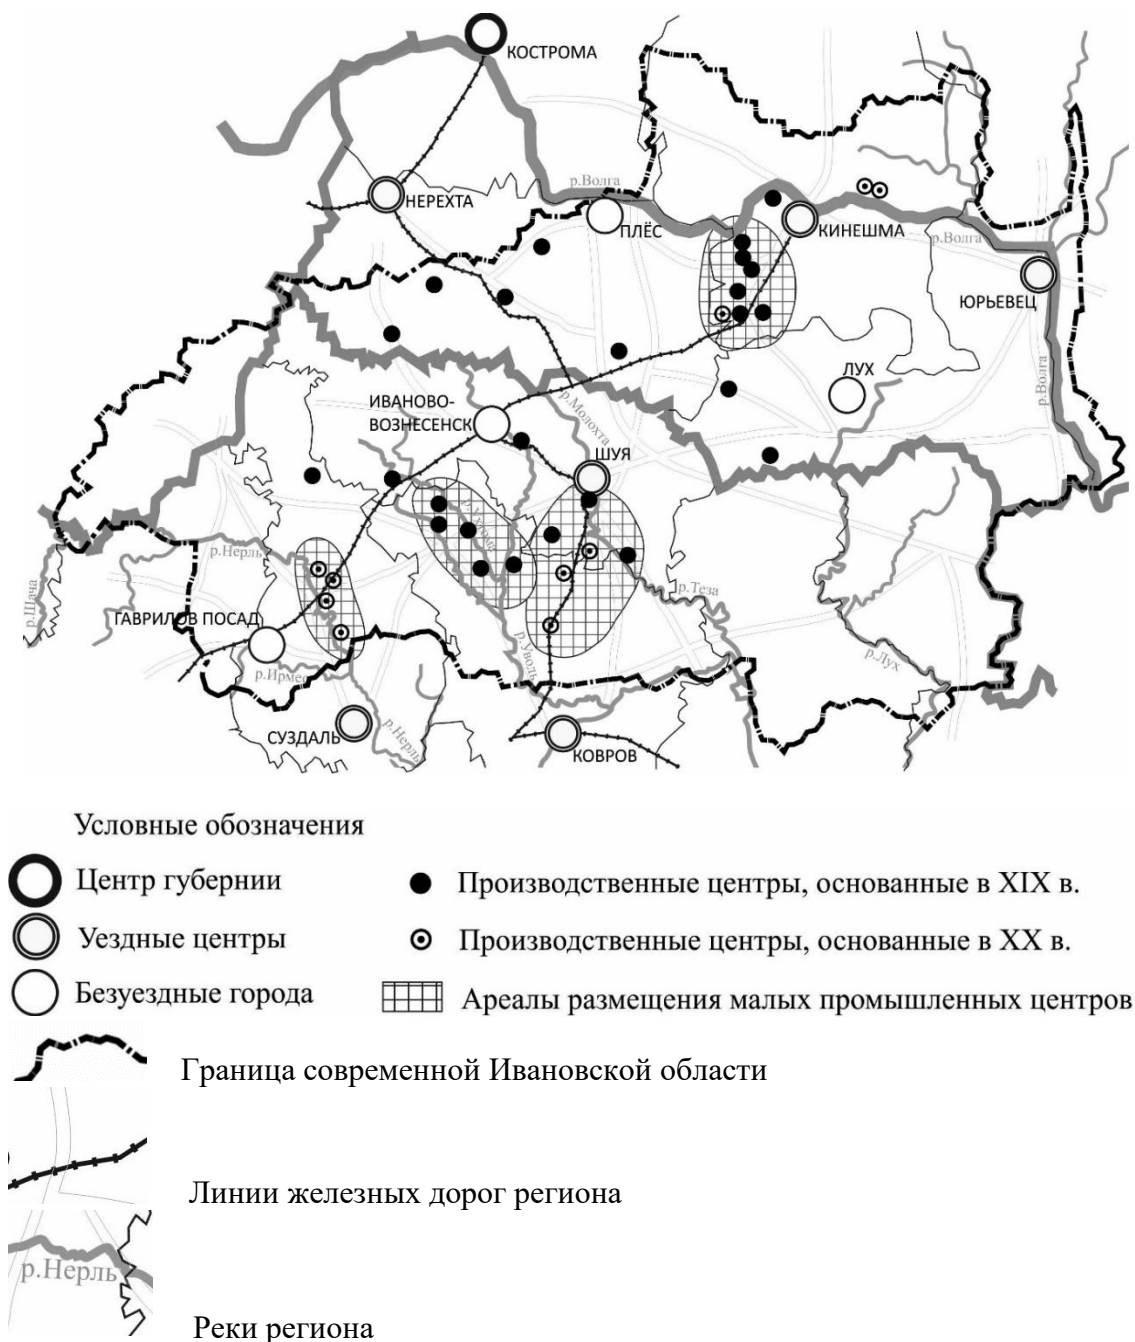 КОСТРОМА
р.Волга
НЕРЕХТА
ПЛЁС
КИНЕШМА
р.Волга
ЮРЬЕВЕЦ
ЛУХ
р.Волга
ИВАНОВО-
ВОЗНЕСЕНСК
р.Молохта
ШУЯ
р.Ухтома
р.Нерль
р.Шача
р.Теза
ГАВРИЛОВ ПОСАД
р.Уводь
р.Лух
р.Ирмес
СУЗДАЛЬ
р.Нерль
КОВРОВ
Условные обозначения
Центр губернии
Производственные центры, основанные в XIX в.
Уездные центры
Производственные центры, основанные в XX в.
Безуездные города
Ареалы размещения малых промышленных центров
Граница современной Ивановской области
Линии железных дорог региона
р.Нерль
Реки региона